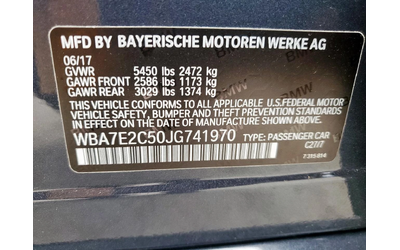 MFD BY BAYERISCHE MOTOREN WERKE AG
06/17
GVWR 5450 lbs 2472 kg
GAWR FRONT 2586 lbs 1173 kg
GAWR REAR 3029 lbs 1374 kg
THIS VEHICLE CONFORMS TO ALL APPLICABLE U.S.FEDERAL MOTOR
VEHICLE SAFETY, BUMPER AND THEFT PREVENTION STANDARDS
IN EFFECT ON THE DATE OF MANUFACTURE SHOWN ABOVE.
WBA7E2C50JG741970 TYPE: PASSENGER CAR
C27/7